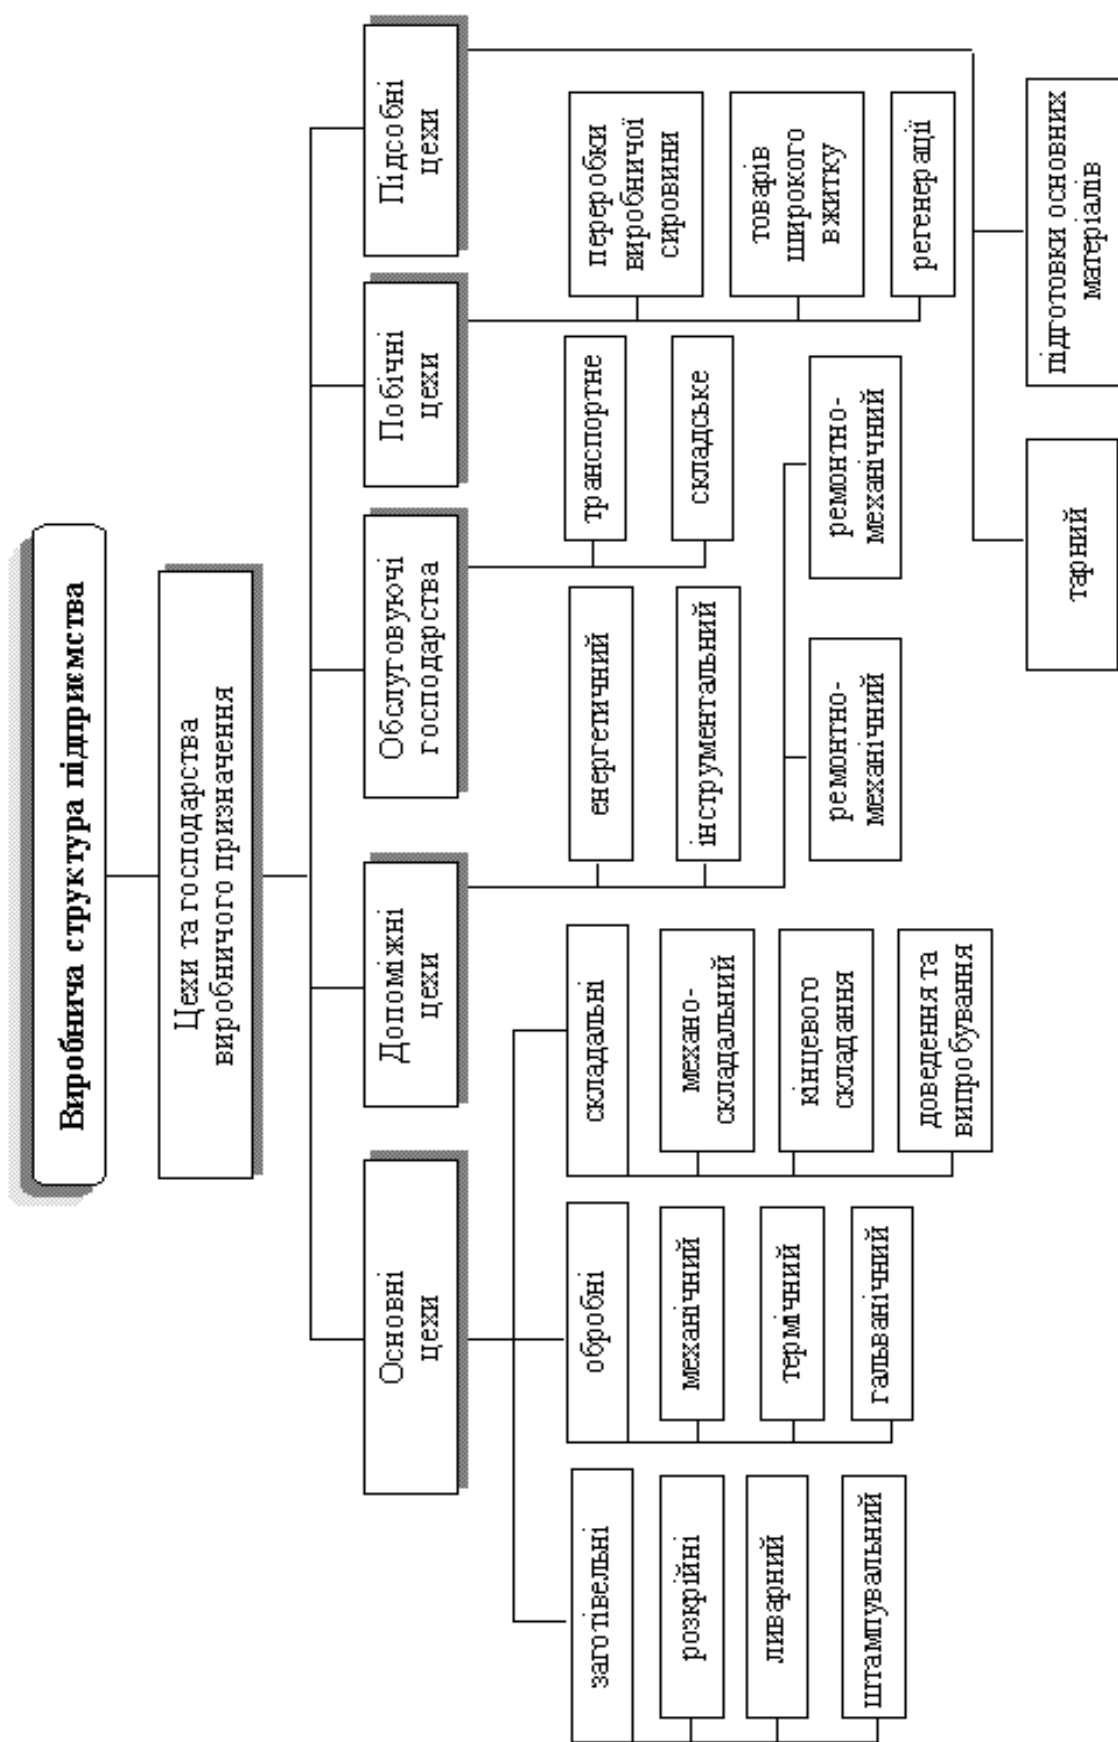 Виробнича структура підприємства
Цехи та господарства
виробничого призначення
Основні
цехи
Допоміжні
цехи
Обслуговуючі
господарства
Побічні
цехи
Підсобні
цехи
заготівельні
розкрійні
ливарний
штампувальний
обробні
механічний
термічний
гальванічний
складальні
механо-
складальний
кінцевого
складання
доведення та
випробування
енергетичний
інструментальний
ремонтно-
механічний
ремонтно-
механічний
транспортне
складське
переробки
виробничої
сировини
товарів
широкого
вжитку
регенерації
тарний
підготовки основних
матеріалів